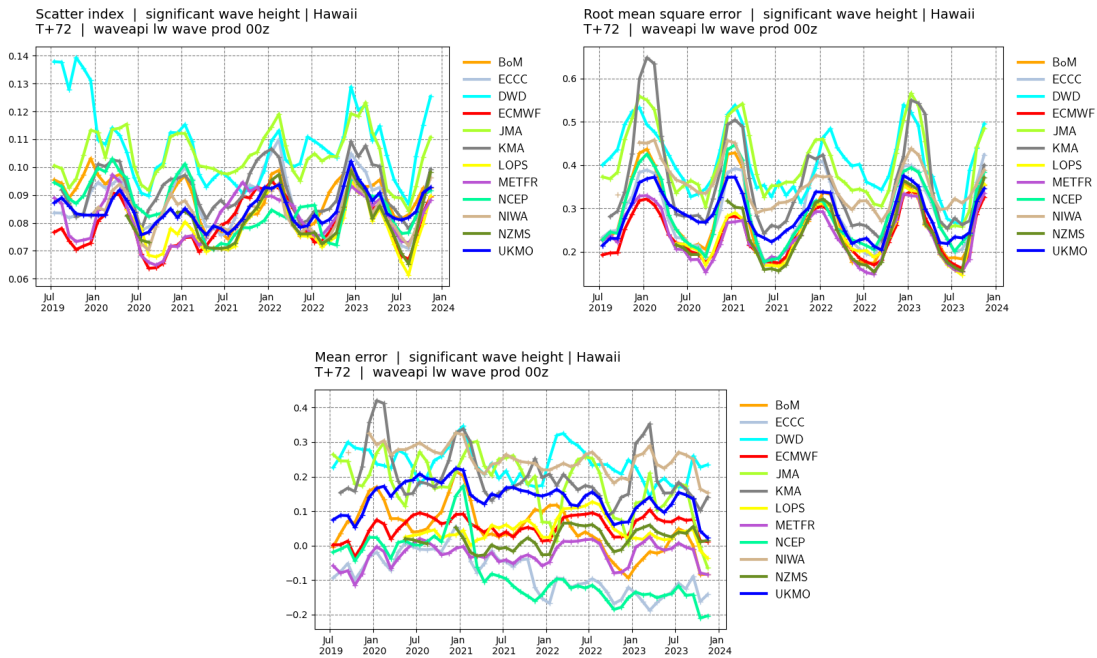 Scatter index | significant wave height | Hawaii
T+72 | waveapi lw wave prod 00z
0.14
0.13
0.12
0.11
0.10
0.09
0.08
0.07
0.06
Jul Jan Jul Jan Jul Jan Jul Jan Jul Jan
2019 2020 2020 2021 2021 2022 2022 2023 2023 2024
BoM
ECCC
DWD
ECMWF
JMA
KMA
LOPS
METFR
NCEP
NIWA
NZMS
UKMO
Root mean square error | significant wave height | Hawaii
T+72 | waveapi lw wave prod 00z
0.6
0.5
0.4
0.3
0.2
Jul Jan Jul Jan Jul Jan Jul Jan Jul Jan
2019 2020 2020 2021 2021 2022 2022 2023 2023 2024
BoM
ECCC
DWD
ECMWF
JMA
KMA
LOPS
METFR
NCEP
NIWA
NZMS
UKMO
Mean error | significant wave height | Hawaii
T+72 | waveapi lw wave prod 00z
0.4
0.3
0.2
0.1
0.0
−0.1
−0.2
Jul Jan Jul Jan Jul Jan Jul Jan Jul Jan
2019 2020 2020 2021 2021 2022 2022 2023 2023 2024
BoM
ECCC
DWD
ECMWF
JMA
KMA
LOPS
METFR
NCEP
NIWA
NZMS
UKMO